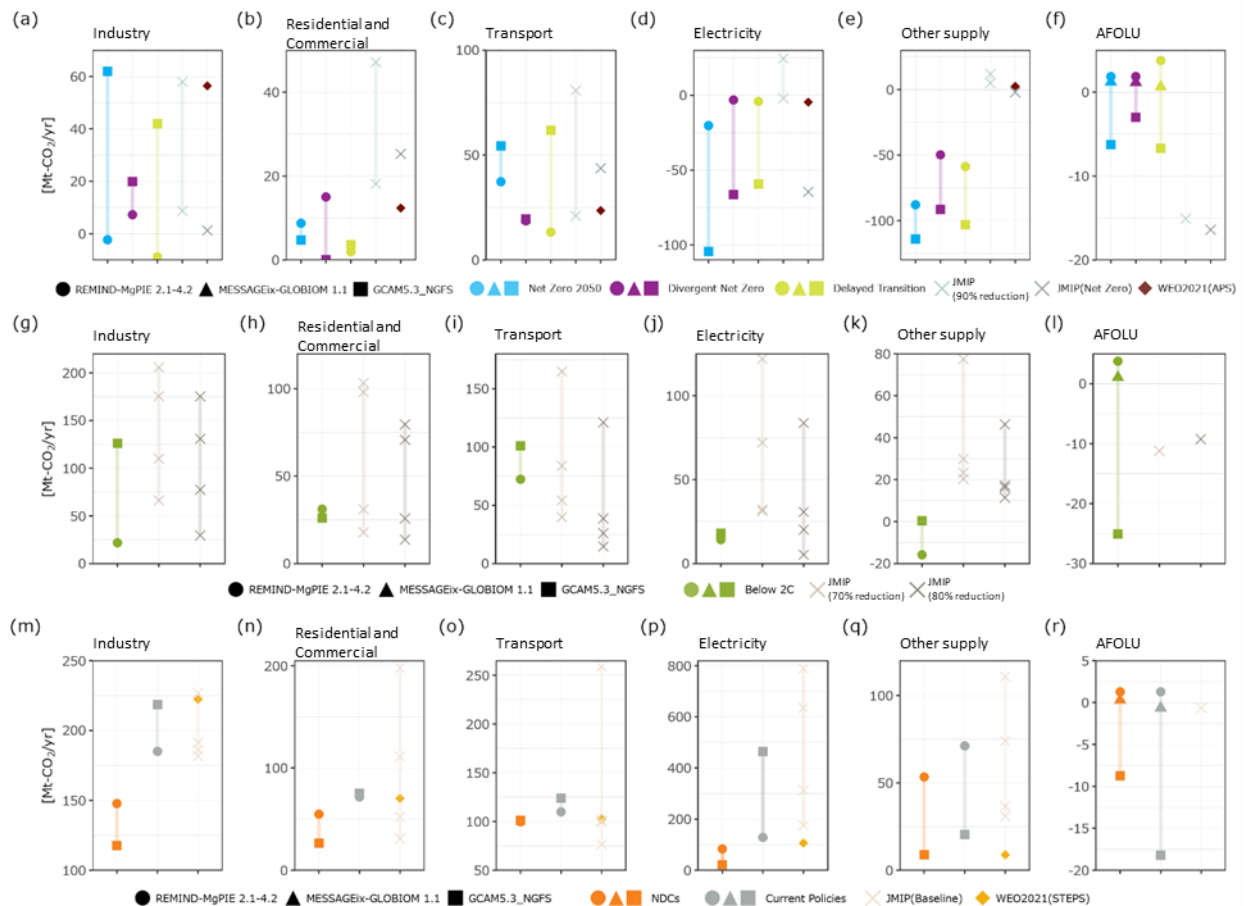 (a) Industry
(b) Residential and Commercial
(c) Transport
(d) Electricity
(e) Other supply
(f) AFOLU
[Mt-CO₂/yr]
60
40
20
0
40
20
0
100
50
0
0
-50
-100
0
-50
-100
0
-10
-20
REMIND-MgPIE 2.1-4.2 MESSAGEix-GLOBIOM 1.1 GCAM5.3_NGFS Net Zero 2050 Divergent Net Zero Delayed Transition JMIP (90% reduction) JMIP(Net Zero) WEO2021(APS)
(g) Industry
(h) Residential and Commercial
(i) Transport
(j) Electricity
(k) Other supply
(l) AFOLU
[Mt-CO₂/yr]
200
150
100
50
0
100
50
0
150
100
50
0
100
50
0
80
60
40
20
0
-20
0
-10
-20
-30
REMIND-MgPIE 2.1-4.2 MESSAGEix-GLOBIOM 1.1 GCAM5.3_NGFS Below 2C JMIP (70% reduction) JMIP (80% reduction)
(m) Industry
(n) Residential and Commercial
(o) Transport
(p) Electricity
(q) Other supply
(r) AFOLU
[Mt-CO₂/yr]
250
200
150
100
200
100
0
250
200
150
100
50
800
600
400
200
0
100
50
0
5
0
-5
-10
-15
-20
REMIND-MgPIE 2.1-4.2 MESSAGEix-GLOBIOM 1.1 GCAM5.3_NGFS NDCs Current Policies JMIP(Baseline) WEO2021(STEPS)